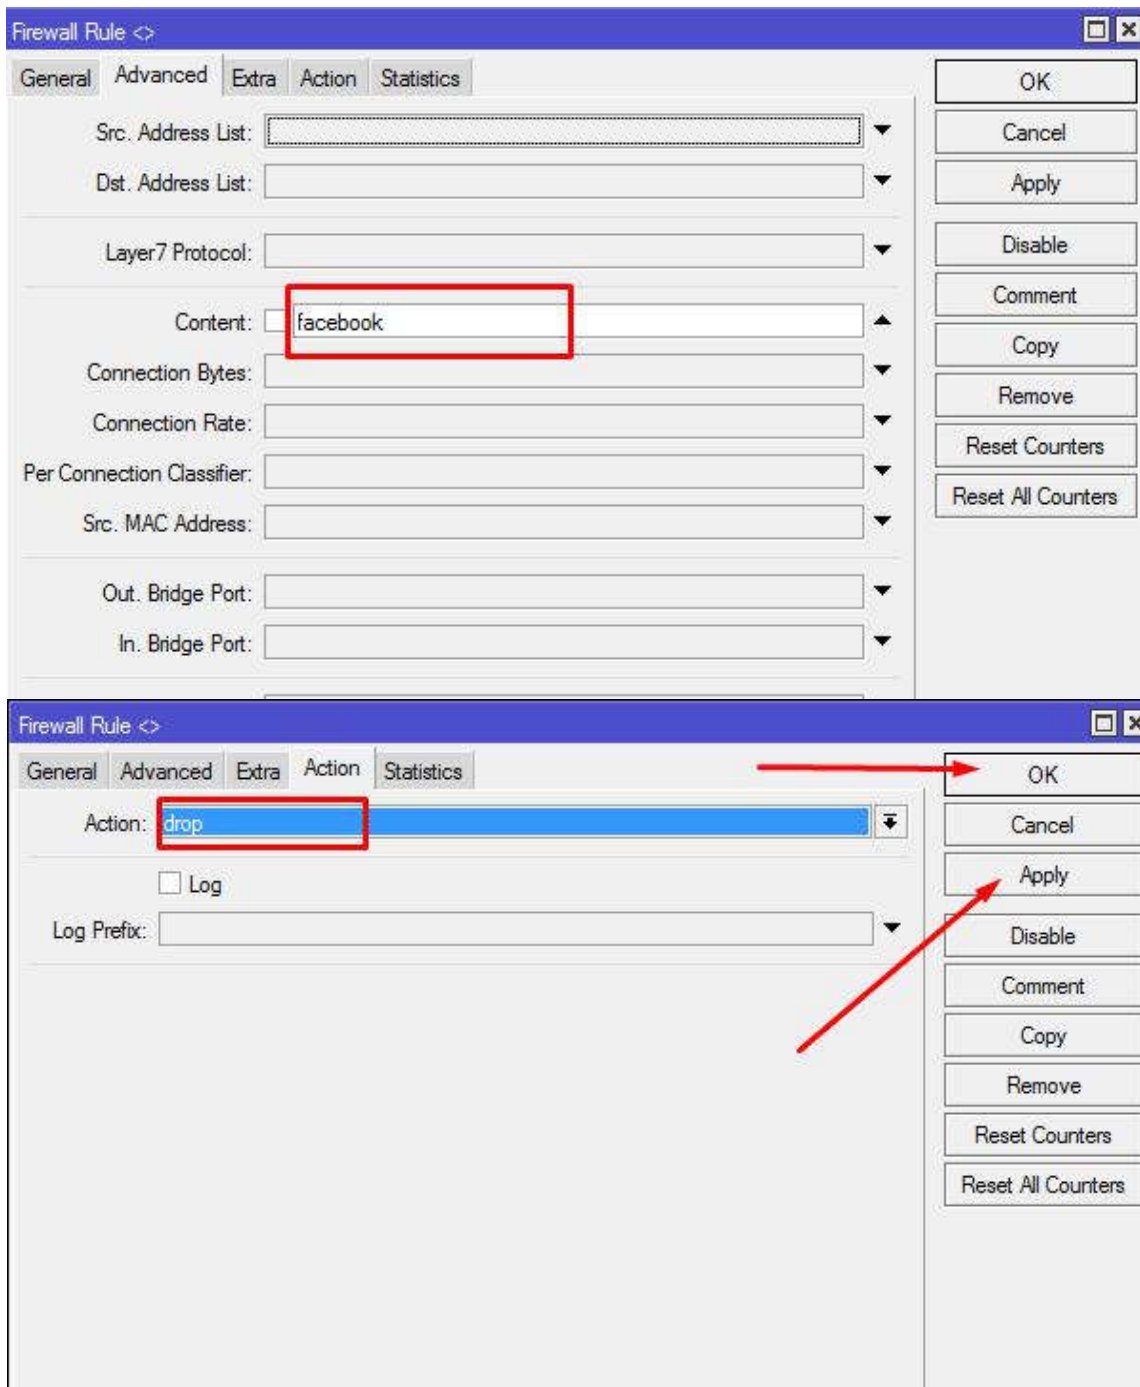 Firewall Rule <>
General Advanced Extra Action Statistics
OK
Src. Address List:
Cancel
Dst. Address List:
Apply
Layer7 Protocol:
Disable
Comment
Content: facebook
Copy
Connection Bytes:
Remove
Connection Rate:
Reset Counters
Per Connection Classifier:
Reset All Counters
Src. MAC Address:
Out. Bridge Port:
In. Bridge Port:
Firewall Rule <>
General Advanced Extra Action Statistics
OK
Action: drop
Cancel
Log
Apply
Log Prefix:
Disable
Comment
Copy
Remove
Reset Counters
Reset All Counters